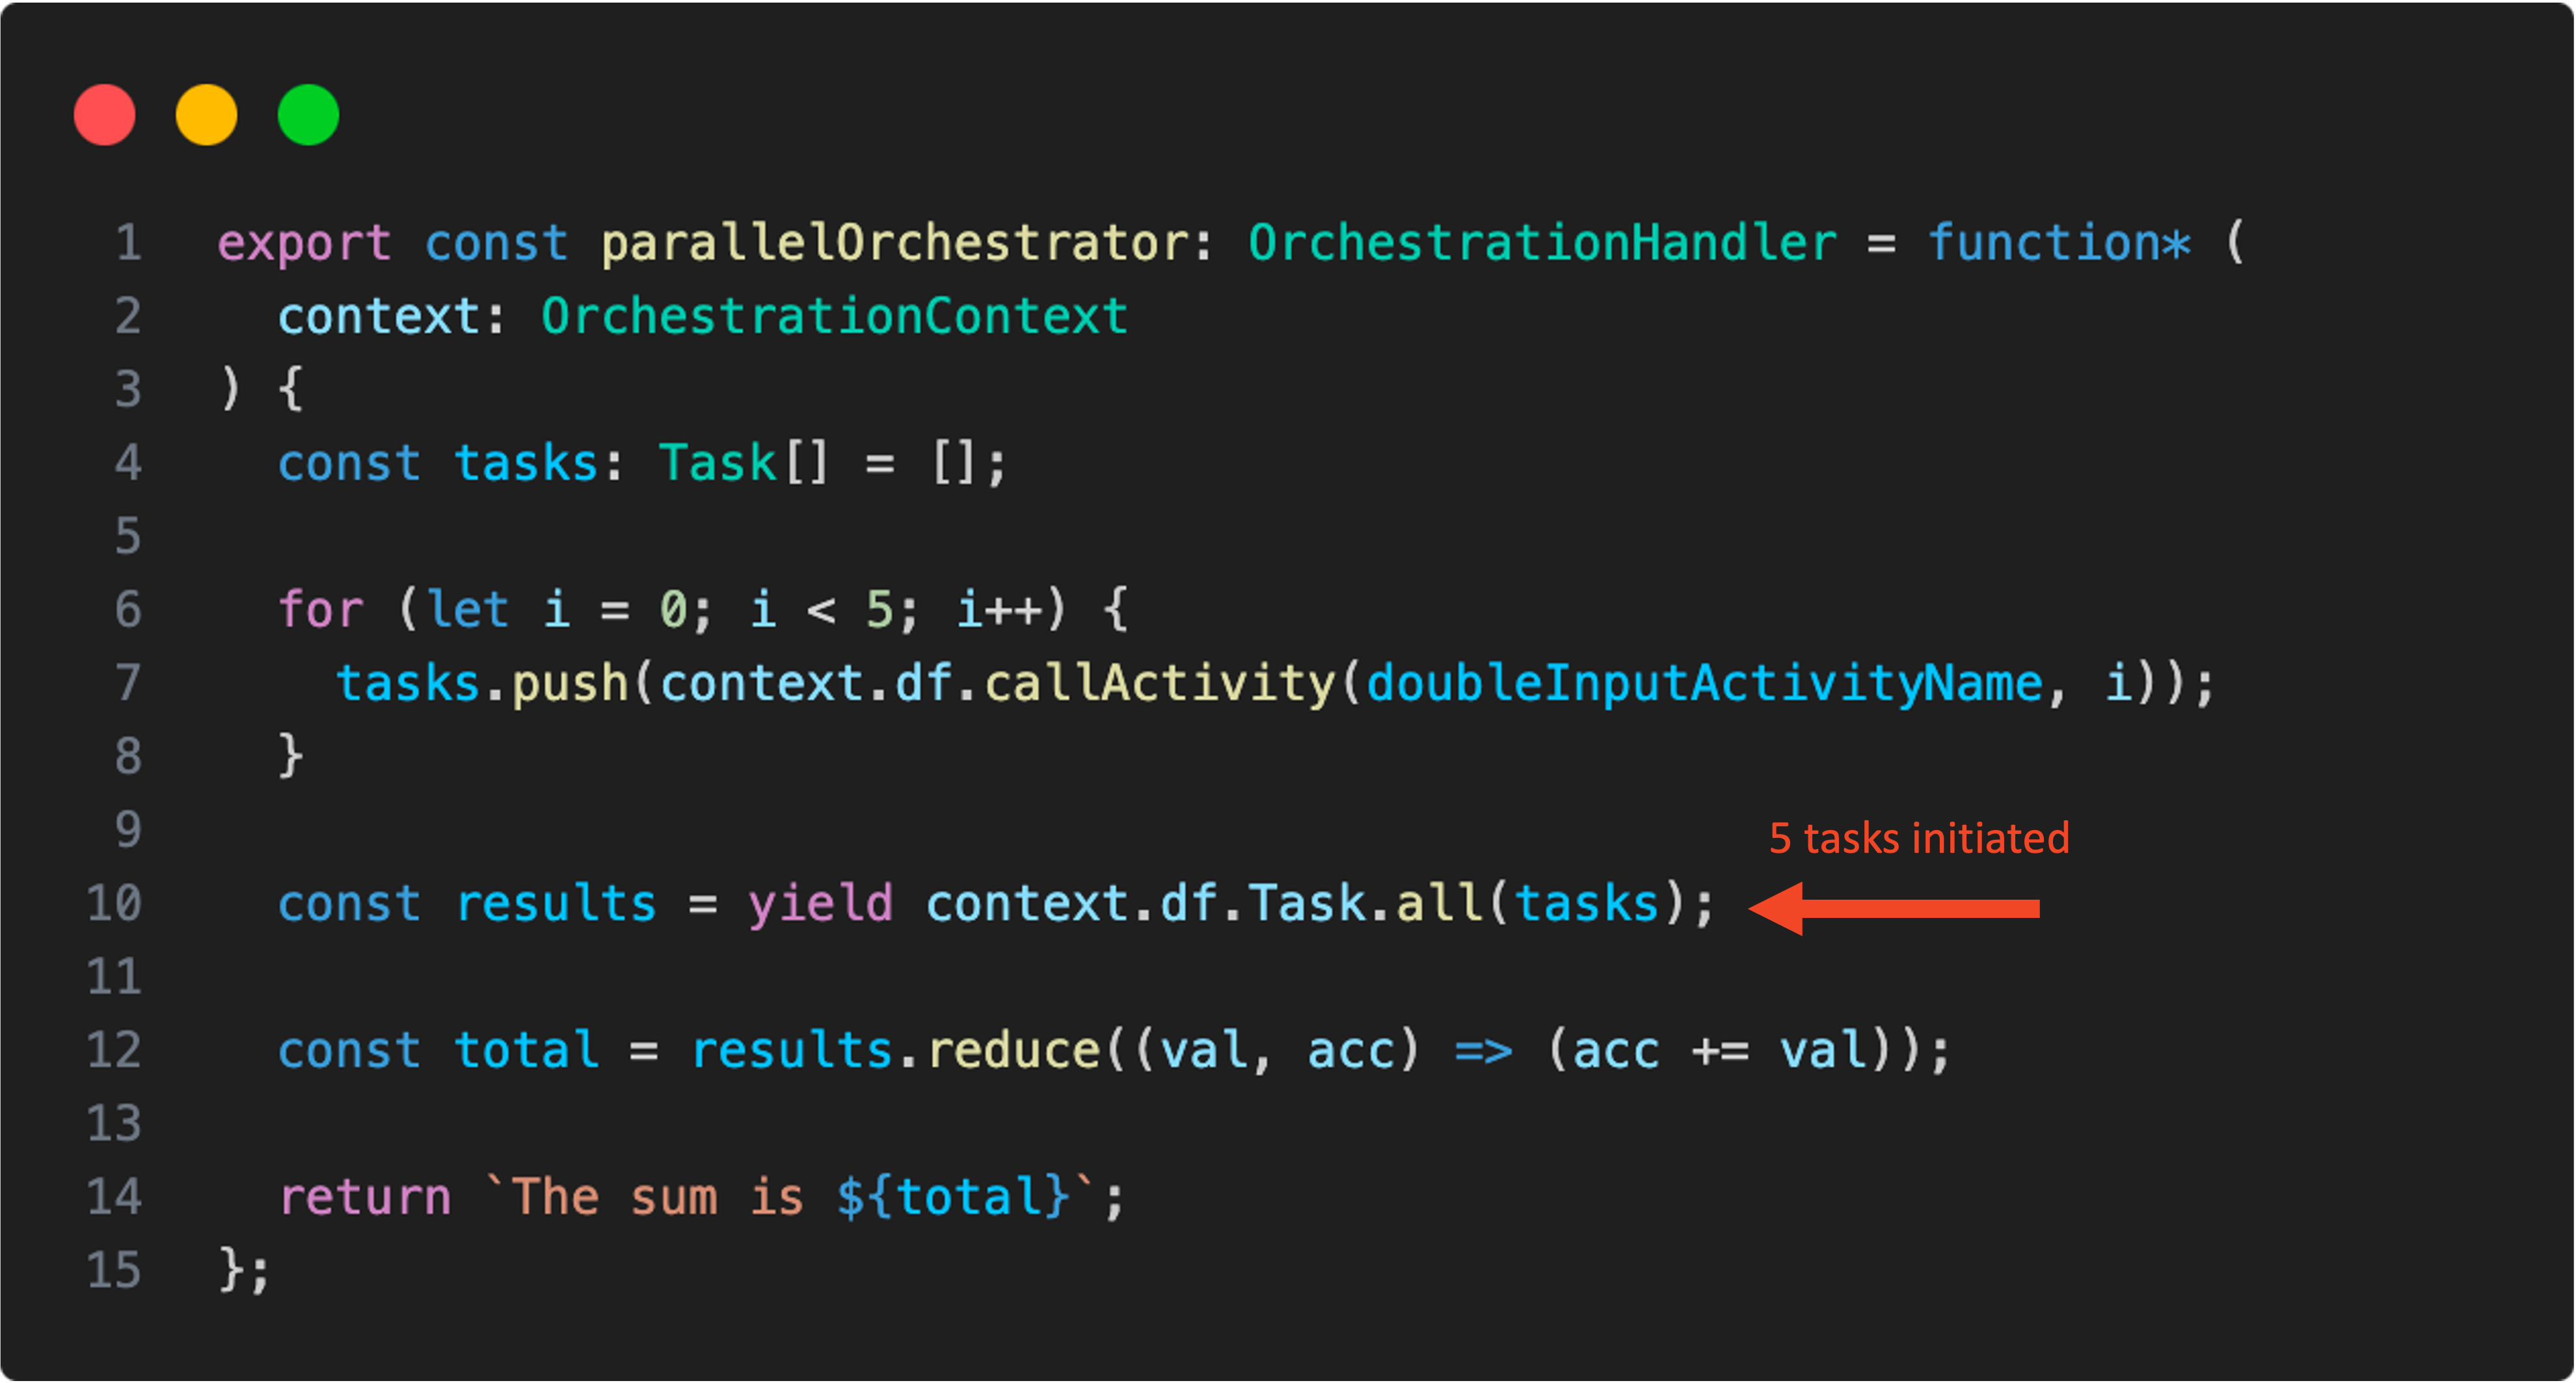 1 export const parallelOrchestrator: OrchestrationHandler = function* (
2   context: OrchestrationContext
3 ) {
4   const tasks: Task[] = [];
5
6   for (let i = 0; i < 5; i++) {
7     tasks.push(context.df.callActivity(doubleInputActivityName, i));
8   }
9
5 tasks initiated
10   const results = yield context.df.Task.all(tasks);
11
12   const total = results.reduce((val, acc) => (acc += val));
13
14   return `The sum is ${total}`;
15 };